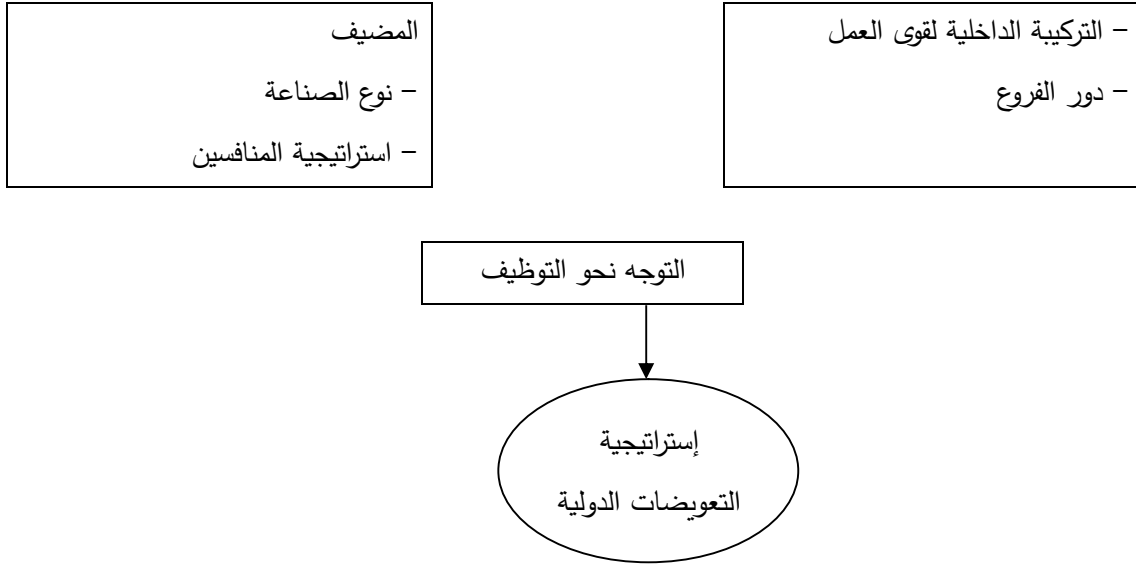 – التركيبة الداخلية لقوى العمل
– دور الفروع
المضيف
– نوع الصناعة
– استراتيجية المنافسين
التوجه نحو التوظيف
إستراتيجية
التعويضات الدولية